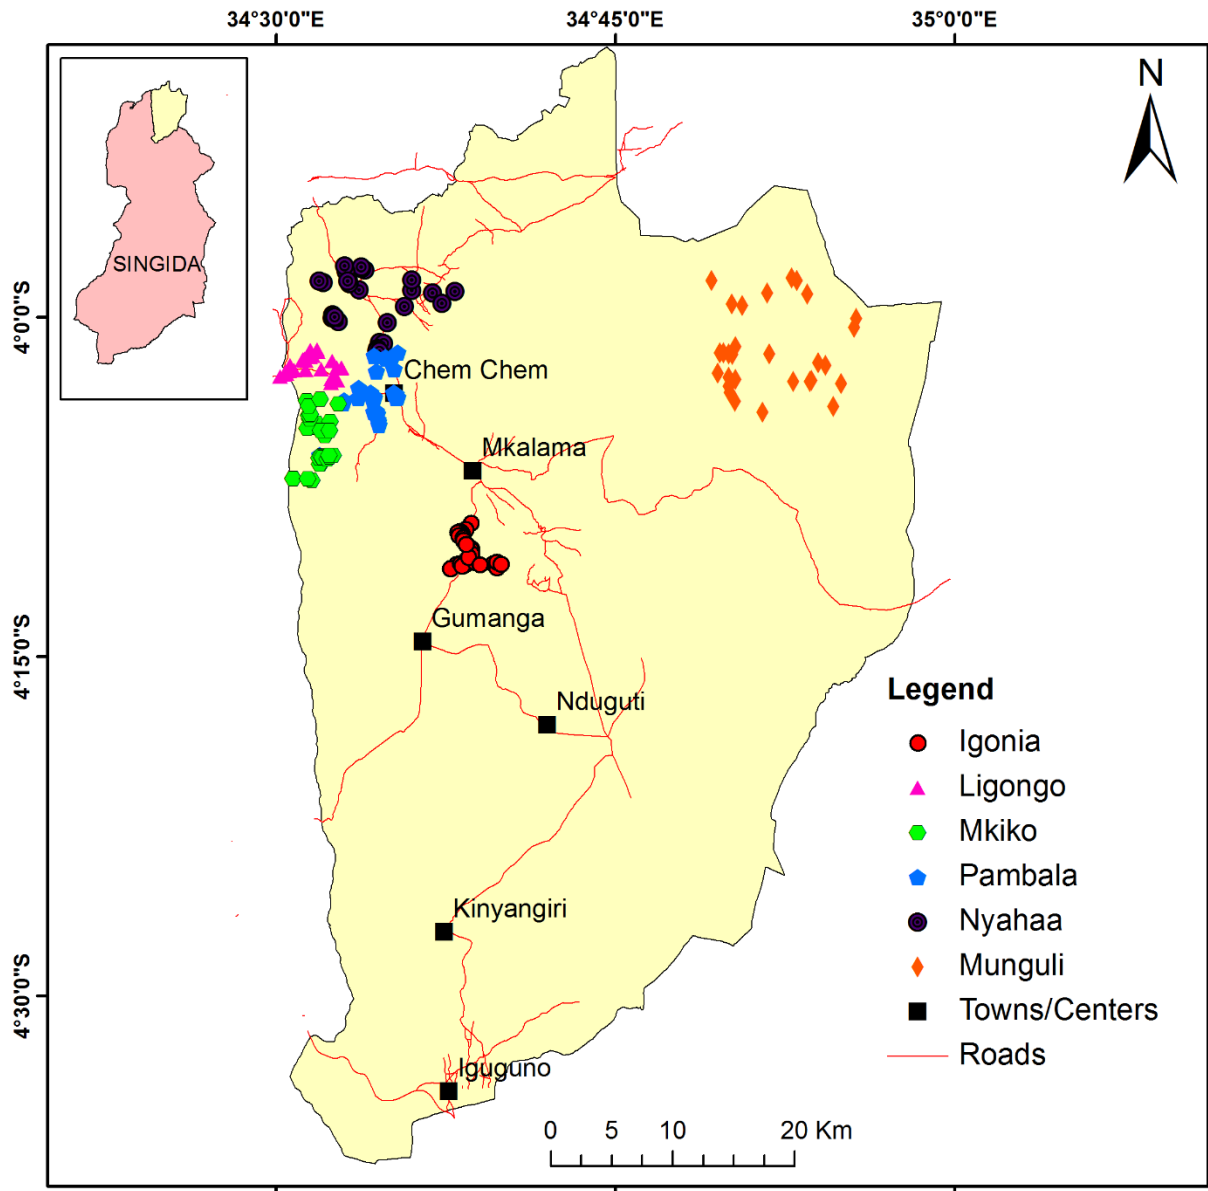 34°30'0"E
34°45'0"E
35°0'0"E
N
SINGIDA
4°0'0"S
Chem Chem
Mkalama
Gumanga
4°15'0"S
Nduguti
Legend
Igonia
Ligongo
Mkiko
Pambala
Nyahaa
Munguli
Towns/Centers
Roads
Kinyangiri
4°30'0"S
Iguguno
0 5 10 20 Km